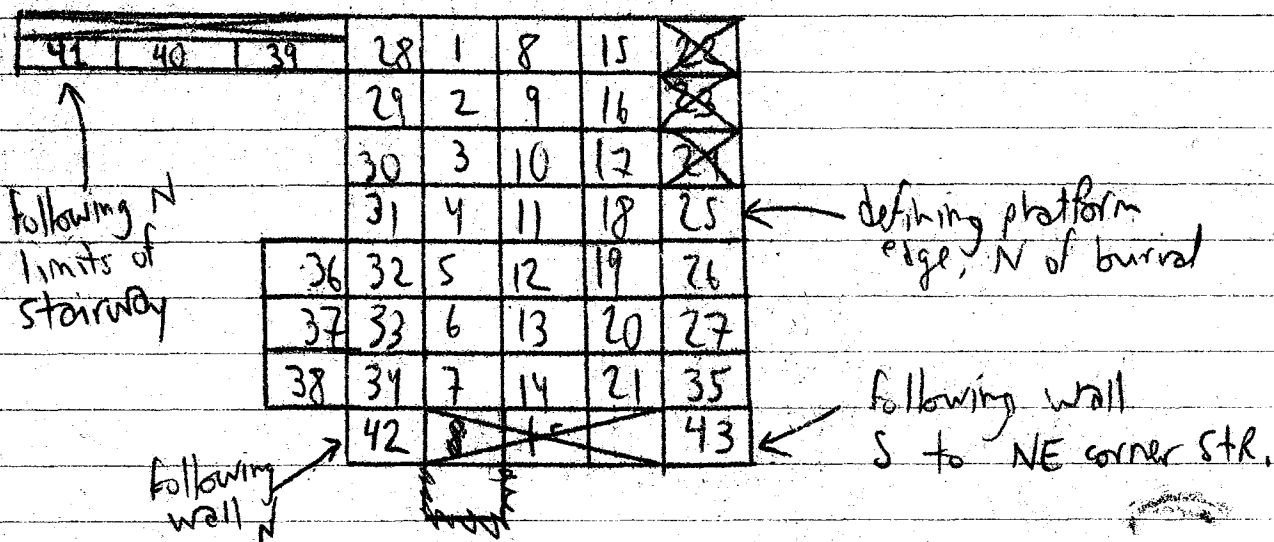 41 40 39 28 1 8 15 22
29 2 9 16 23
30 3 10 17 24
31 4 11 18 25
36 32 5 12 19 26
37 33 6 13 20 27
38 34 7 14 21 35
42 43
following N
limits of
stairway
defining platform
edge, N of burial
following
wall N
following wall
S to NE corner STR.